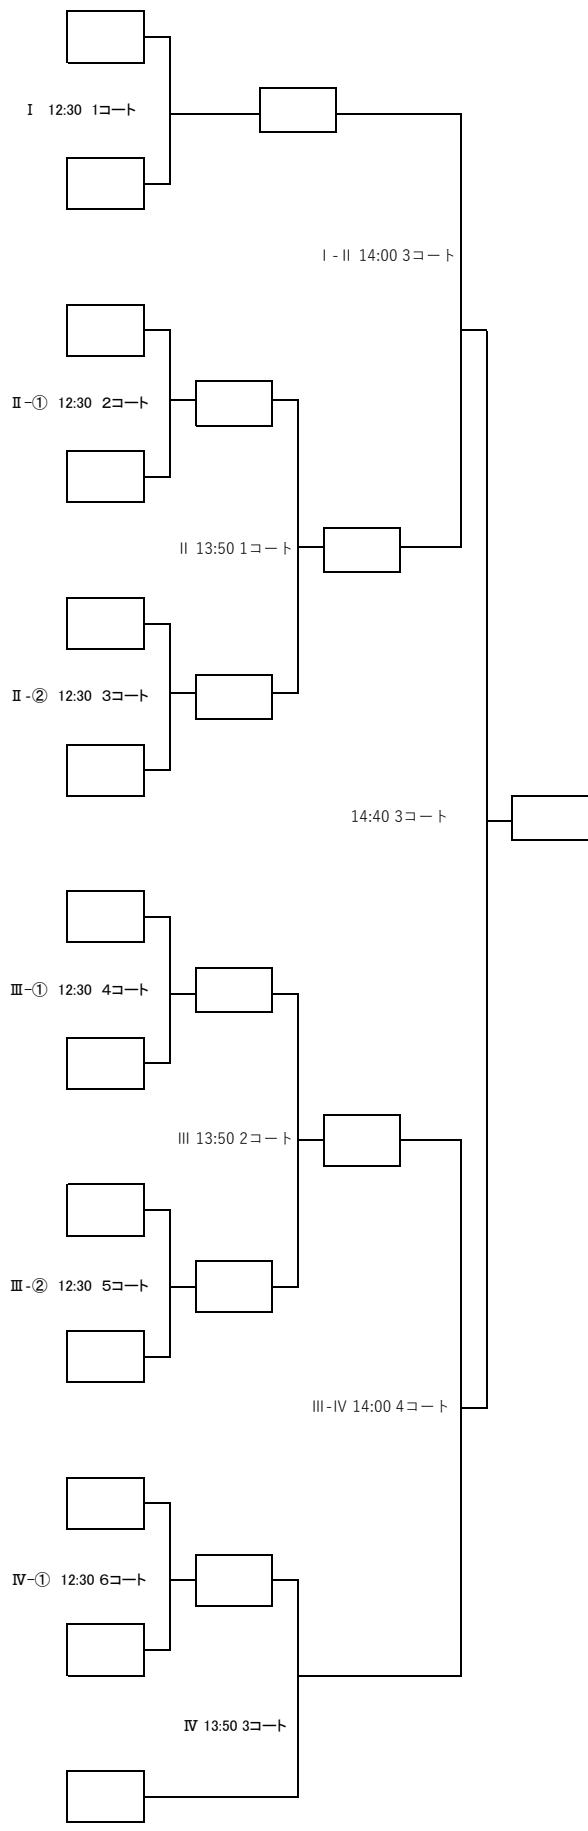 Ⅰ 12:30 1コート
Ⅰ-Ⅱ 14:00 3コート
Ⅱ-① 12:30 2コート
Ⅱ 13:50 1コート
Ⅱ-② 12:30 3コート
14:40 3コート
Ⅲ-① 12:30 4コート
Ⅲ 13:50 2コート
Ⅲ-② 12:30 5コート
Ⅲ-Ⅳ 14:00 4コート
Ⅳ-① 12:30 6コート
Ⅳ 13:50 3コート